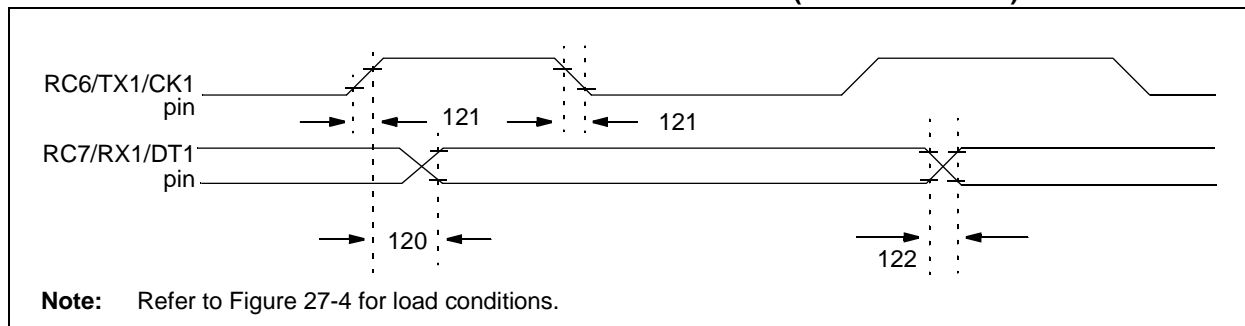 RC6/TX1/CK1
pin
121
121
RC7/RX1/DT1
pin
120
122
Note: Refer to Figure 27-4 for load conditions.